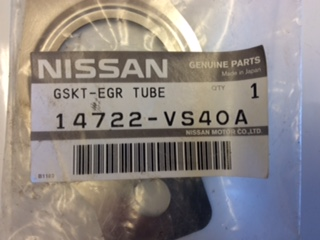 NISSAN GENUINE PARTS
Made in Japan
GSKT-EGR TUBE QTY 1
14722-VS40A
NISSAN MOTOR CO.,LTD.